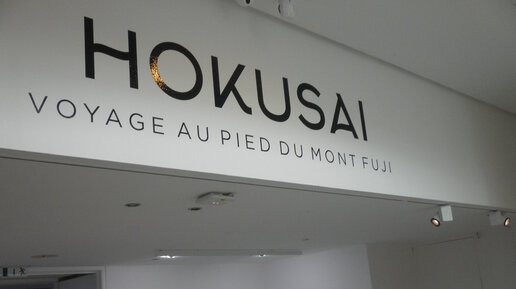 HOKUSAI
VOYAGE AU PIED DU MONT FUJI